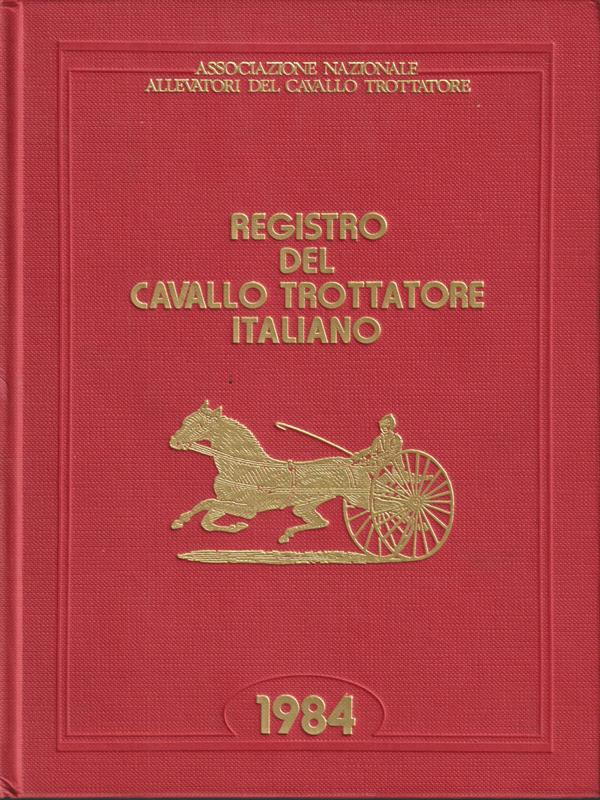 ASSOCIAZIONE NAZIONALE
ALLEVATORI DEL CAVALLO TROTTATORE
REGISTRO
DEL
CAVALLO TROTTATORE
ITALIANO
1984